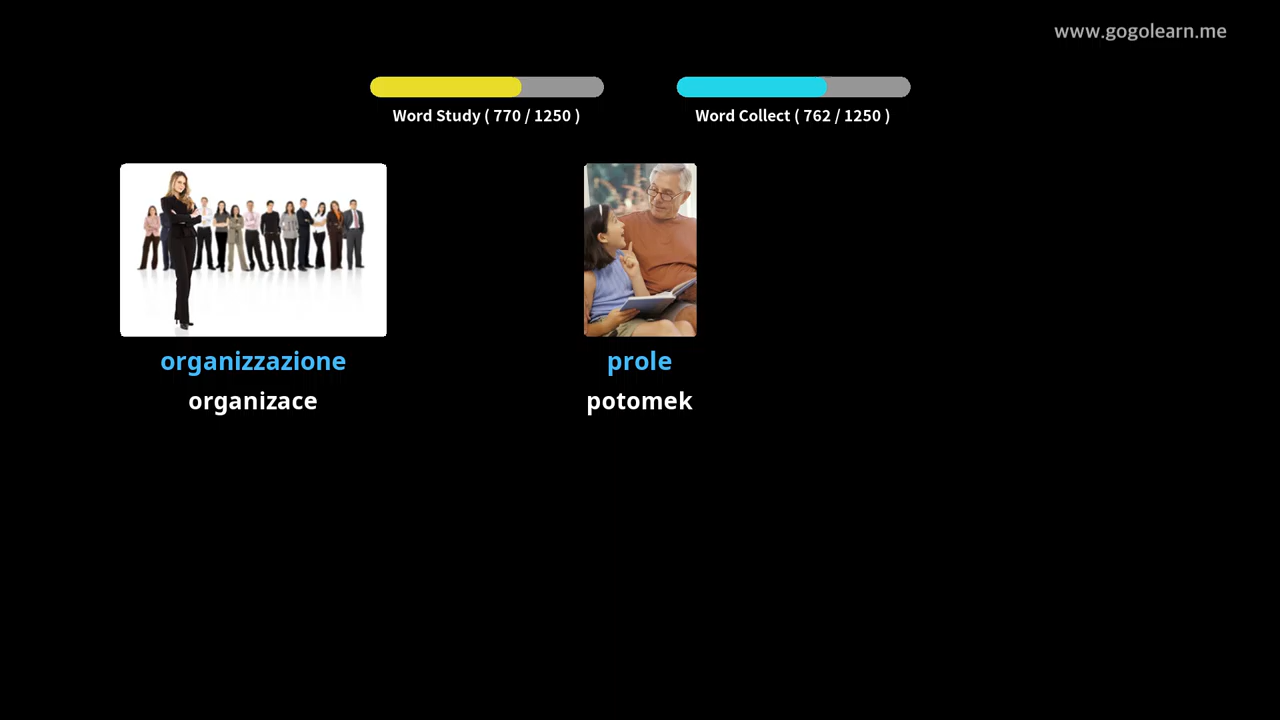 www.gogolearn.me
Word Study ( 770 / 1250 )
Word Collect ( 762 / 1250 )
organizzazione
prole
organizace
potomek